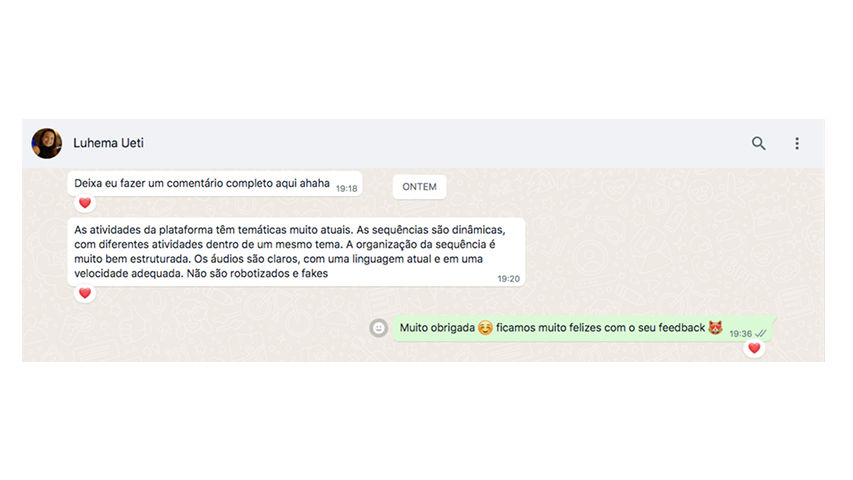 Luhema Ueti
Deixa eu fazer um comentário completo aqui ahaha 19:18
ONTEM
As atividades da plataforma têm temáticas muito atuais. As sequências são dinâmicas,
com diferentes atividades dentro de um mesmo tema. A organização da sequência é
muito bem estruturada. Os áudios são claros, com uma linguagem atual e em uma
velocidade adequada. Não são robotizados e fakes
19:20
Muito obrigada ☺️ ficamos muito felizes com o seu feedback 😻 19:36